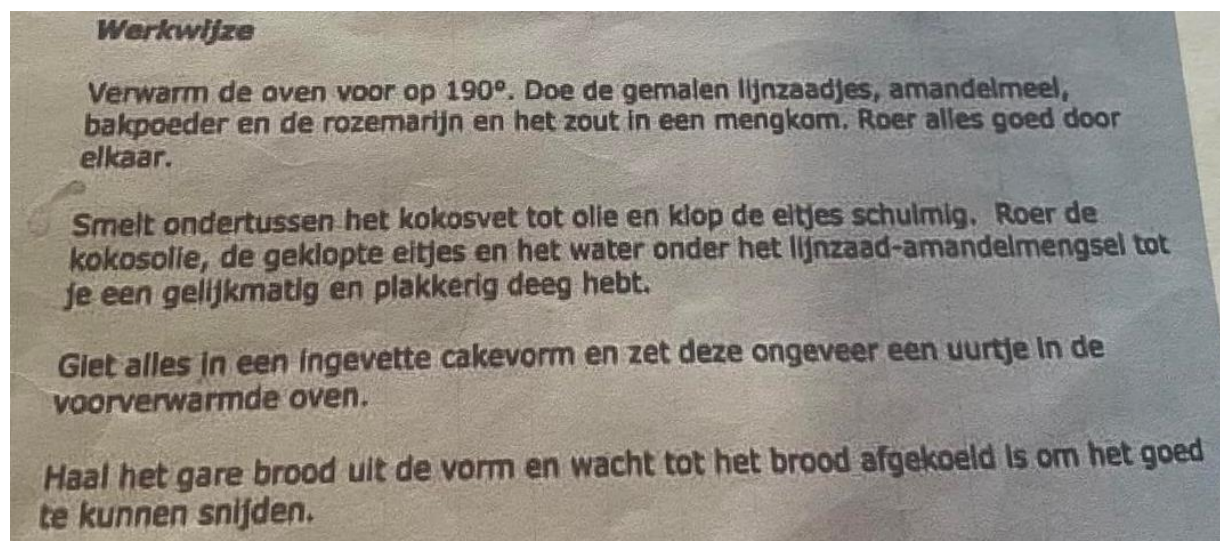 Werkwijze
Verwarm de oven voor op 190°. Doe de gemalen lijnzaadjes, amandelmeel,
bakpoeder en de rozemarijn en het zout in een mengkom. Roer alles goed door
elkaar.
Smelt ondertussen het kokosvet tot olie en klop de eitjes schuimig. Roer de
kokosolie, de geklopte eitjes en het water onder het lijnzaad-amandelmengsel tot
je een gelijkmatig en plakkerig deeg hebt.
Giet alles in een ingevette cakevorm en zet deze ongeveer een uurtje in de
voorverwarmde oven.
Haal het gare brood uit de vorm en wacht tot het brood afgekoeld is om het goed
te kunnen snijden.